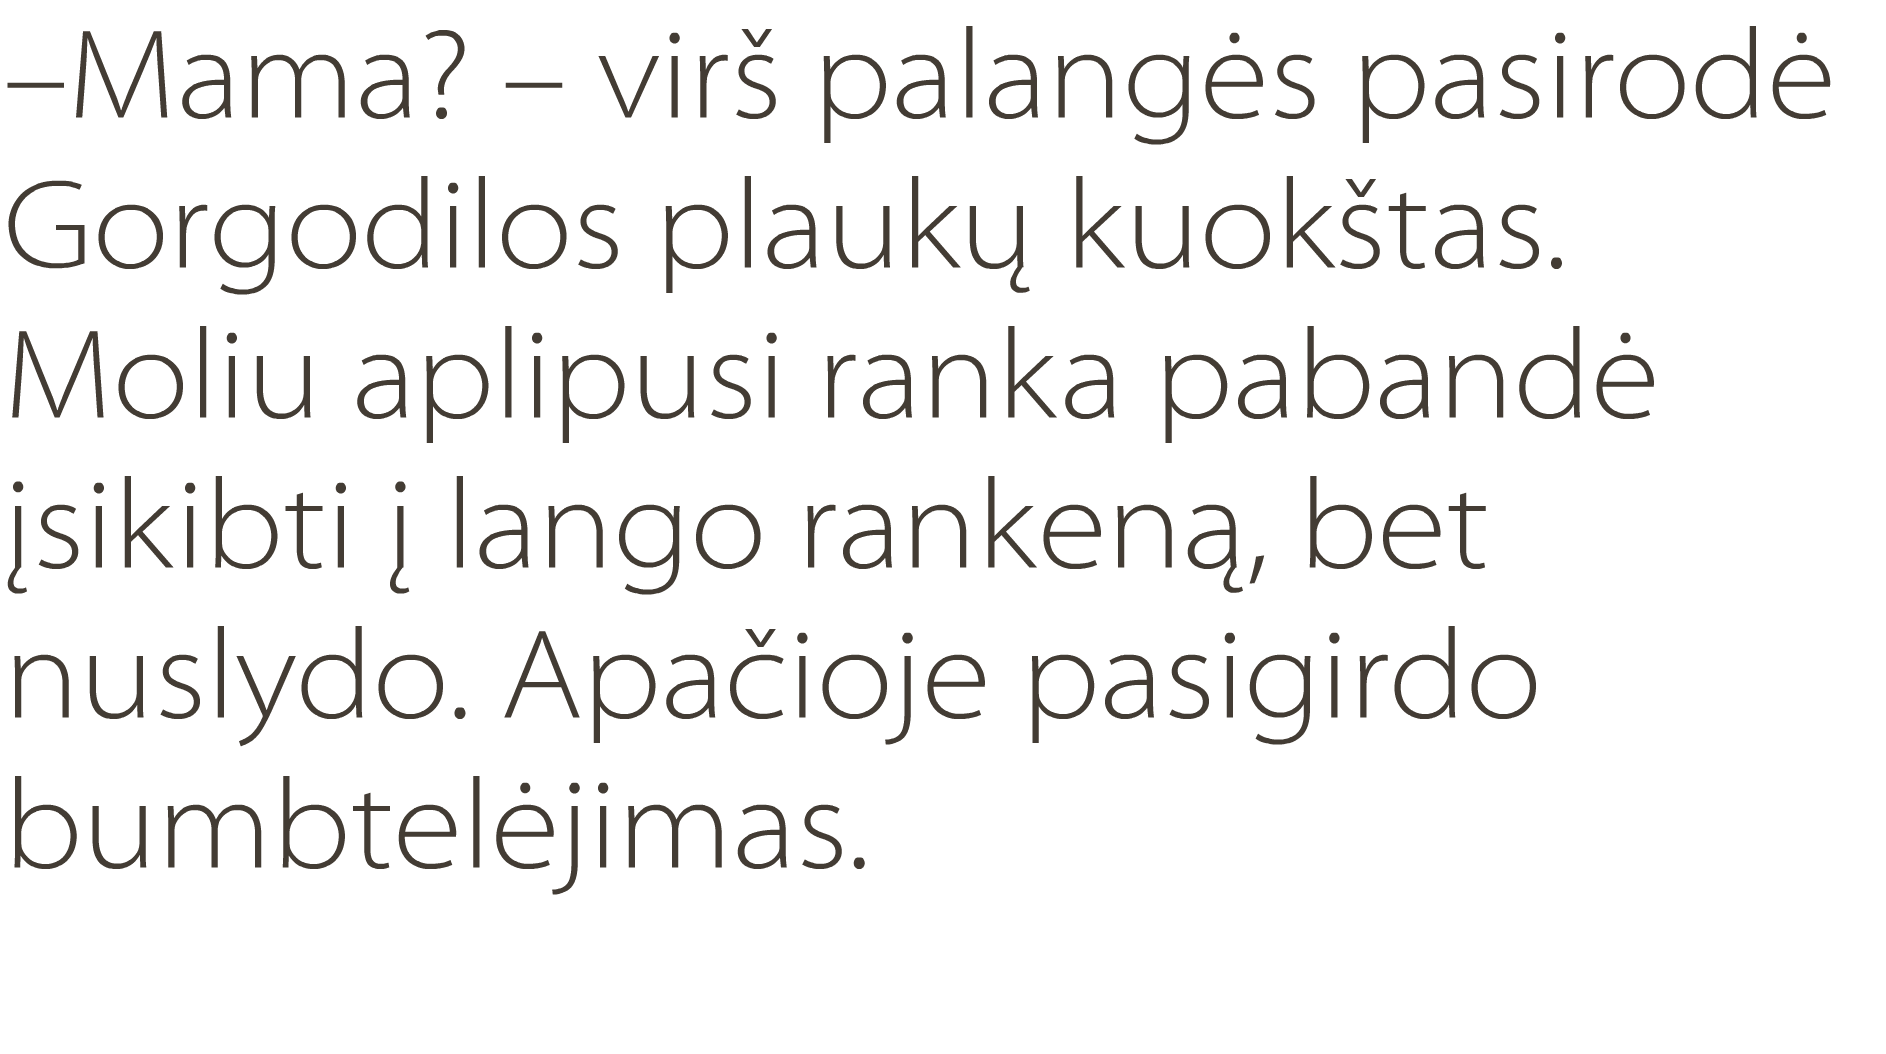 –Mama? – virš palangės pasirodė
Gorgodilos plaukų kuokštas.
Moliu aplipusi ranka pabandė
įsikibti į lango rankeną, bet
nuslydo. Apačioje pasigirdo
bumbtelėjimas.